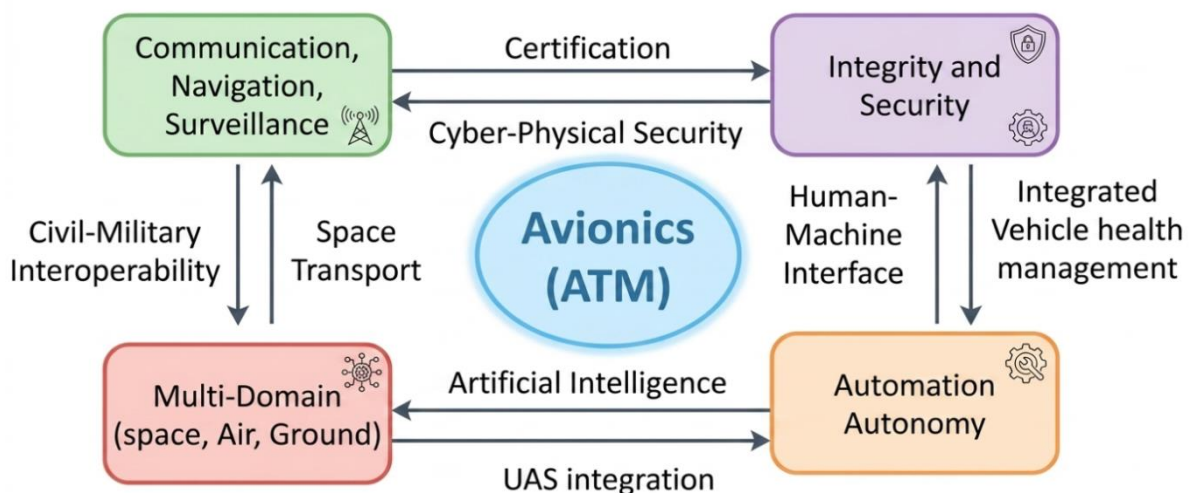 Communication,
Navigation,
Surveillance
Certification
Cyber-Physical Security
Integrity and
Security
Civil-Military
Interoperability
Space
Transport
Avionics
(ATM)
Human-
Machine
Interface
Integrated
Vehicle health
management
Multi-Domain
(space, Air, Ground)
Artificial Intelligence
UAS integration
Automation
Autonomy